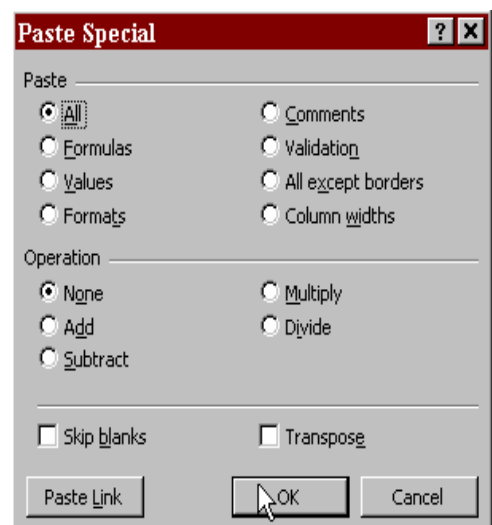 Paste Special ? X
Paste
All Comments
Formulas Validation
Values All except borders
Formats Column widths
Operation
None Multiply
Add Divide
Subtract
Skip blanks Transpose
Paste Link OK Cancel